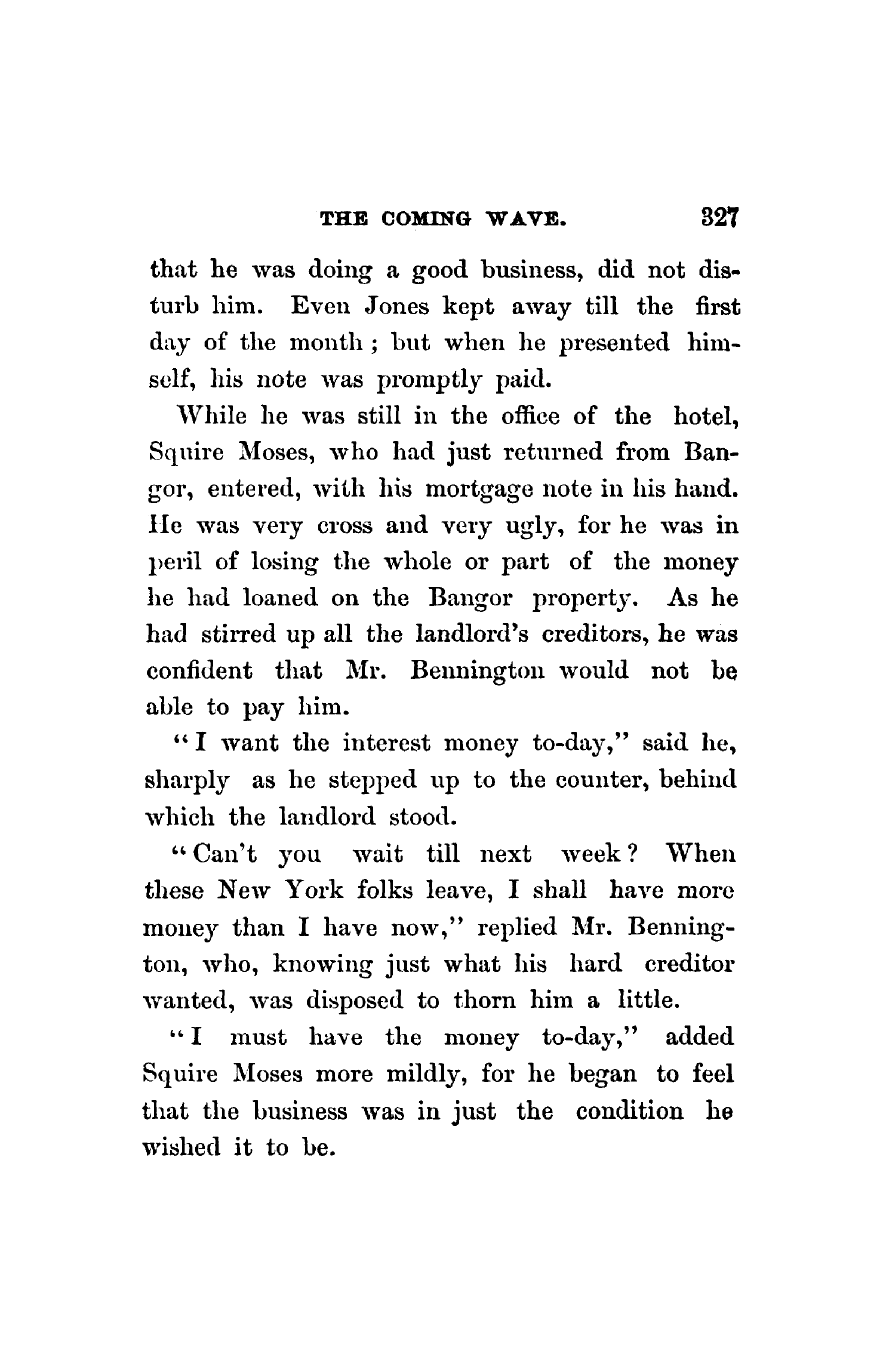 THE COMING WAVE. 327
that he was doing a good business, did not dis-
turb him. Even Jones kept away till the first
day of the month ; but when he presented him-
self, his note was promptly paid.
While he was still in the office of the hotel,
Squire Moses, who had just returned from Ban-
gor, entered, with his mortgage note in his hand.
He was very cross and very ugly, for he was in
peril of losing the whole or part of the money
he had loaned on the Bangor property. As he
had stirred up all the landlord's creditors, he was
confident that Mr. Bennington would not be
able to pay him.
"I want the interest money to-day," said he,
sharply as he stepped up to the counter, behind
which the landlord stood.
"Can't you wait till next week? When
these New York folks leave, I shall have more
money than I have now," replied Mr. Benning-
ton, who, knowing just what his hard creditor
wanted, was disposed to thorn him a little.
"I must have the money to-day," added
Squire Moses more mildly, for he began to feel
that the business was in just the condition he
wished it to be.